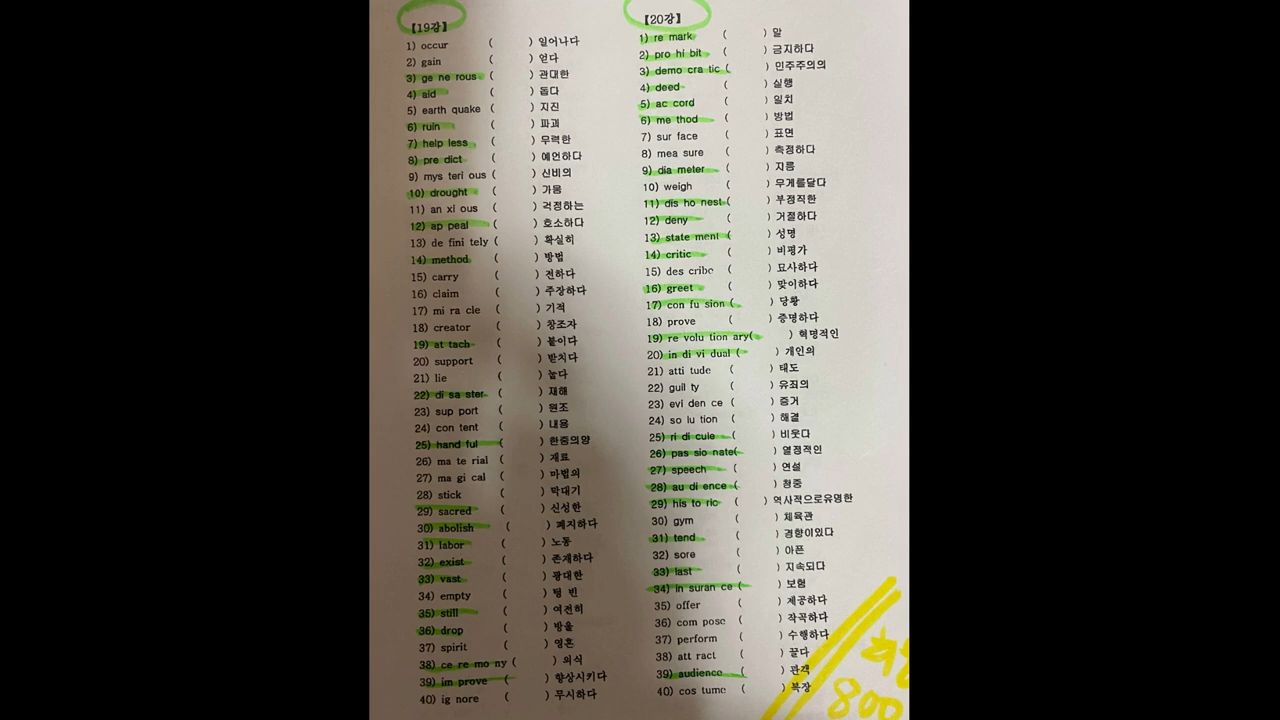 【19강】
1) occur ( ) 일어나다
2) gain ( ) 얻다
3) ge ne rous ( ) 관대한
4) aid ( ) 돕다
5) earth quake ( ) 지진
6) ruin ( ) 파괴
7) help less ( ) 무력한
8) pre dict ( ) 예언하다
9) mys teri ous ( ) 신비의
10) drought ( ) 가뭄
11) an xi ous ( ) 걱정하는
12) ap peal ( ) 호소하다
13) de fini tely ( ) 확실히
14) method ( ) 방법
15) carry ( ) 전하다
16) claim ( ) 주장하다
17) mi ra cle ( ) 기적
18) creator ( ) 창조자
19) at tach ( ) 붙이다
20) support ( ) 받치다
21) lie ( ) 눕다
22) di sa ster ( ) 재해
23) sup port ( ) 원조
24) con tent ( ) 내용
25) hand ful ( ) 한줌의양
26) ma te rial ( ) 재료
27) ma gi cal ( ) 마법의
28) stick ( ) 막대기
29) sacred ( ) 신성한
30) abolish ( ) 폐지하다
31) labor ( ) 노동
32) exist ( ) 존재하다
33) vast ( ) 광대한
34) empty ( ) 텅 빈
35) still ( ) 여전히
36) drop ( ) 방울
37) spirit ( ) 영혼
38) ce re mo ny ( ) 의식
39) im prove ( ) 향상시키다
40) ig nore ( ) 무시하다
【20강】
1) re mark ( ) 말
2) pro hi bit ( ) 금지하다
3) demo cra tic ( ) 민주주의의
4) deed ( ) 실행
5) ac cord ( ) 일치
6) me thod ( ) 방법
7) sur face ( ) 표면
8) mea sure ( ) 측정하다
9) dia meter ( ) 지름
10) weigh ( ) 무게를달다
11) dis ho nest ( ) 부정직한
12) deny ( ) 거절하다
13) state ment ( ) 성명
14) critic ( ) 비평가
15) des cribe ( ) 묘사하다
16) greet ( ) 맞이하다
17) con fu sion ( ) 당황
18) prove ( ) 증명하다
19) re volu tion ary( ) 혁명적인
20) in di vi dual ( ) 개인의
21) atti tude ( ) 태도
22) guil ty ( ) 유죄의
23) evi den ce ( ) 증거
24) so lu tion ( ) 해결
25) ri di cule ( ) 비웃다
26) pas sio nate( ) 열정적인
27) speech ( ) 연설
28) au di ence ( ) 청중
29) his to ric ( ) 역사적으로유명한
30) gym ( ) 체육관
31) tend ( ) 경향이있다
32) sore ( ) 아픈
33) last ( ) 지속되다
34) in suran ce ( ) 보험
35) offer ( ) 제공하다
36) com pose ( ) 작곡하다
37) perform ( ) 수행하다
38) att ract ( ) 끌다
39) audience ( ) 관객
40) cos tume ( ) 복장
800